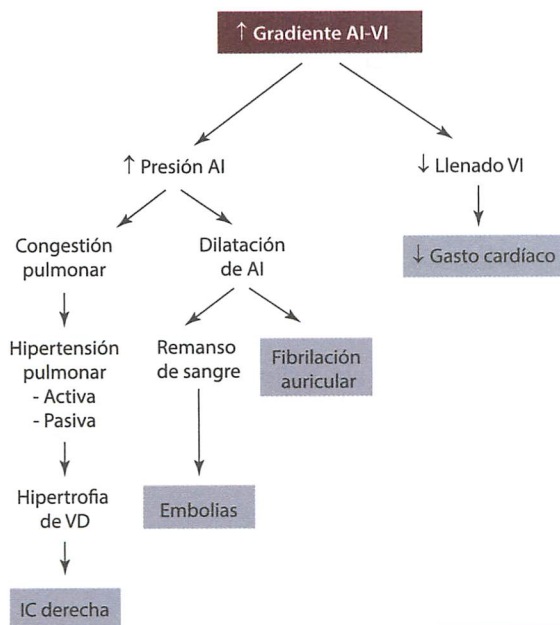 ↑ Gradiente AI-VI
↑ Presión AI
↓ Llenado VI
Congestión
pulmonar
Dilatación
de AI
↓ Gasto cardíaco
Hipertensión
pulmonar
- Activa
- Pasiva
Remanso
de sangre
Fibrilación
auricular
Hipertrofia
de VD
Embolias
IC derecha